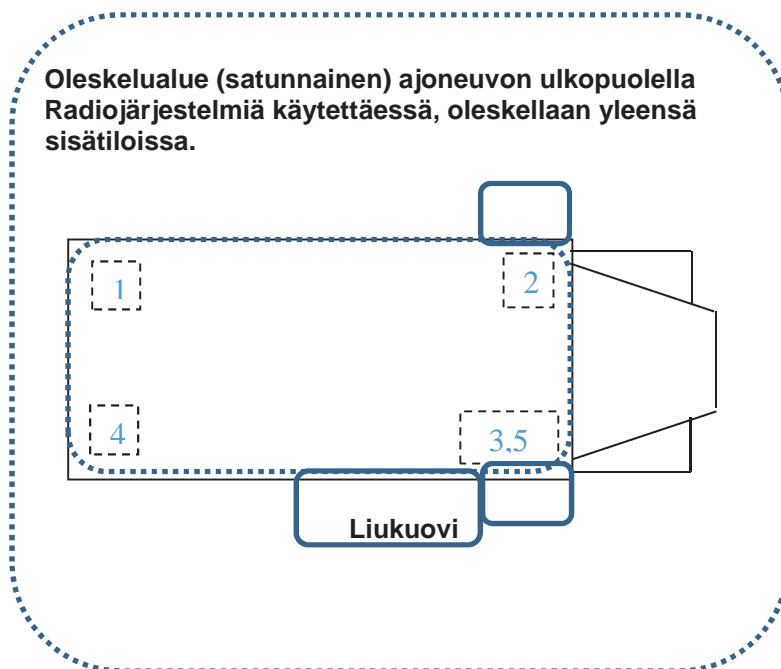 Oleskelualue (satunnainen) ajoneuvon ulkopuolella
Radiojärjestelmiä käytettäessä, oleskellaan yleensä
sisätiloissa.
1
2
4
3,5
Liukuovi